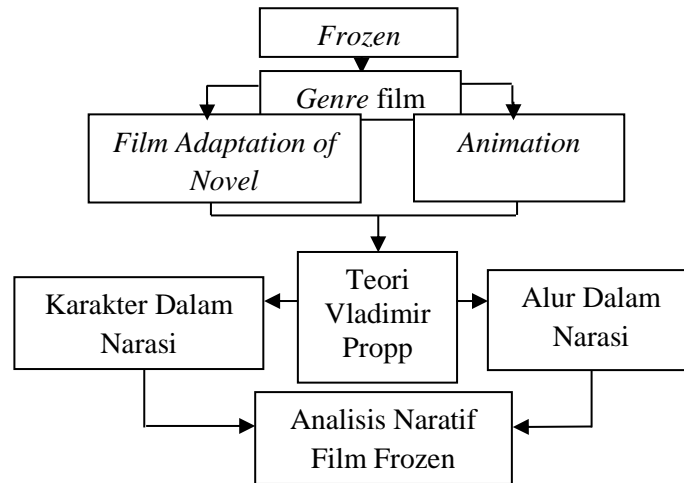 Frozen
Genre film
Film Adaptation of
Novel
Animation
Teori
Vladimir
Propp
Karakter Dalam
Narasi
Alur Dalam
Narasi
Analisis Naratif
Film Frozen